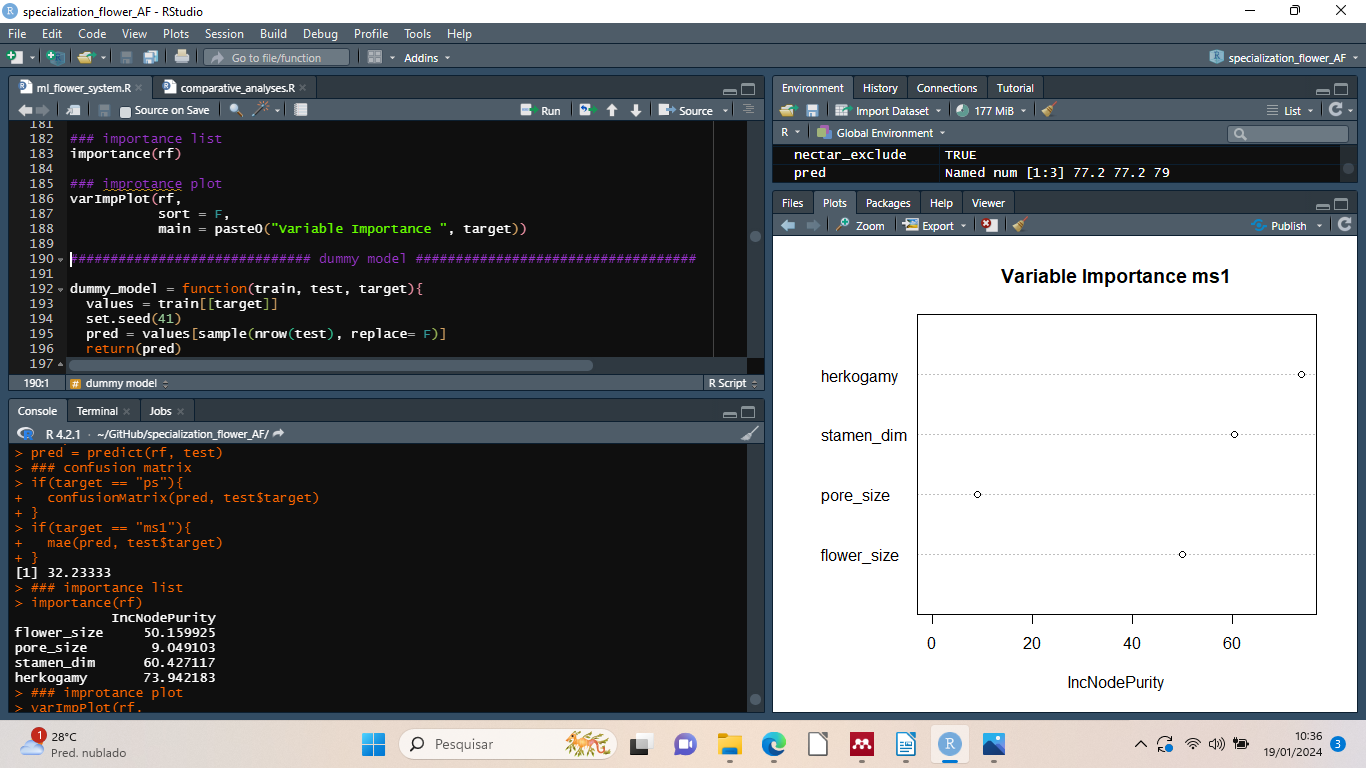 specialization_flower_AF - RStudio
File Edit Code View Plots Session Build Debug Profile Tools Help
Go to file/function Addins specialization_flower_AF
ml_flower_system.R comparative_analyses.R
Source on Save Run Source
181
182 ### importance list
183 importance(rf)
184
185 ### improtance plot
186 varImpPlot(rf,
187 sort = F,
188 main = paste0("Variable Importance ", target))
189
190 ############################## dummy model ###################################
191
192 dummy_model = function(train, test, target){
193 values = train[[target]]
194 set.seed(41)
195 pred = values[sample(nrow(test), replace= F)]
196 return(pred)
197
190:1 # dummy model R Script
Console Terminal Jobs
R 4.2.1 · ~/GitHub/specialization_flower_AF/
> pred = predict(rf, test)
> ### confusion matrix
> if(target == "ps"){
+ confusionMatrix(pred, test$target)
+ }
> if(target == "ms1"){
+ mae(pred, test$target)
+ }
[1] 32.23333
> ### importance list
> importance(rf)
IncNodePurity
flower_size 50.159925
pore_size 9.049103
stamen_dim 60.427117
herkogamy 73.942183
> ### improtance plot
> varImpPlot(rf,
Environment History Connections Tutorial
Import Dataset 177 MiB List
R Global Environment
nectar_exclude TRUE
pred Named num [1:3] 77.2 77.2 79
Files Plots Packages Help Viewer
Zoom Export Publish
Variable Importance ms1
herkogamy
stamen_dim
pore_size
flower_size
0 20 40 60
IncNodePurity
1
28°C
Pred. nublado
Pesquisar
10:36
19/01/2024
3